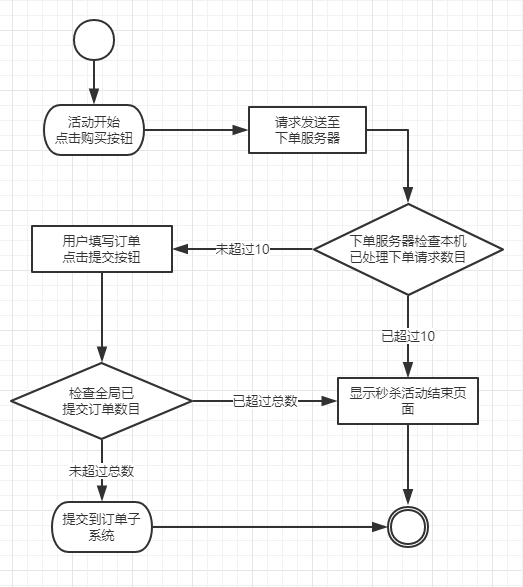 活动开始
点击购买按钮
请求发送至
下单服务器
下单服务器检查本机
已处理下单请求数目
未超过10
用户填写订单
点击提交按钮
已超过10
检查全局已
提交订单数目
已超过总数
显示秒杀活动结束页
面
未超过总数
提交到订单子
系统